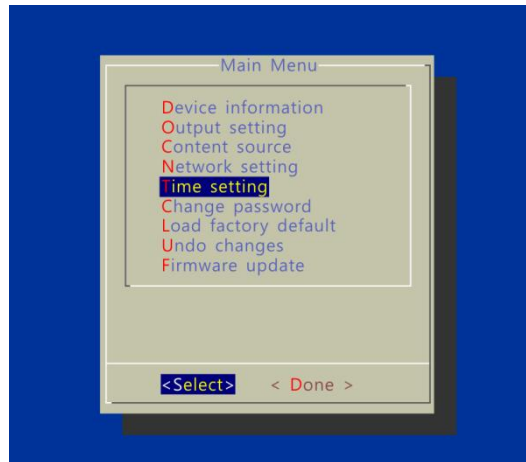 Main Menu
Device information
Output setting
Content source
Network setting
Time setting
Change password
Load factory default
Undo changes
Firmware update
<Select> < Done >